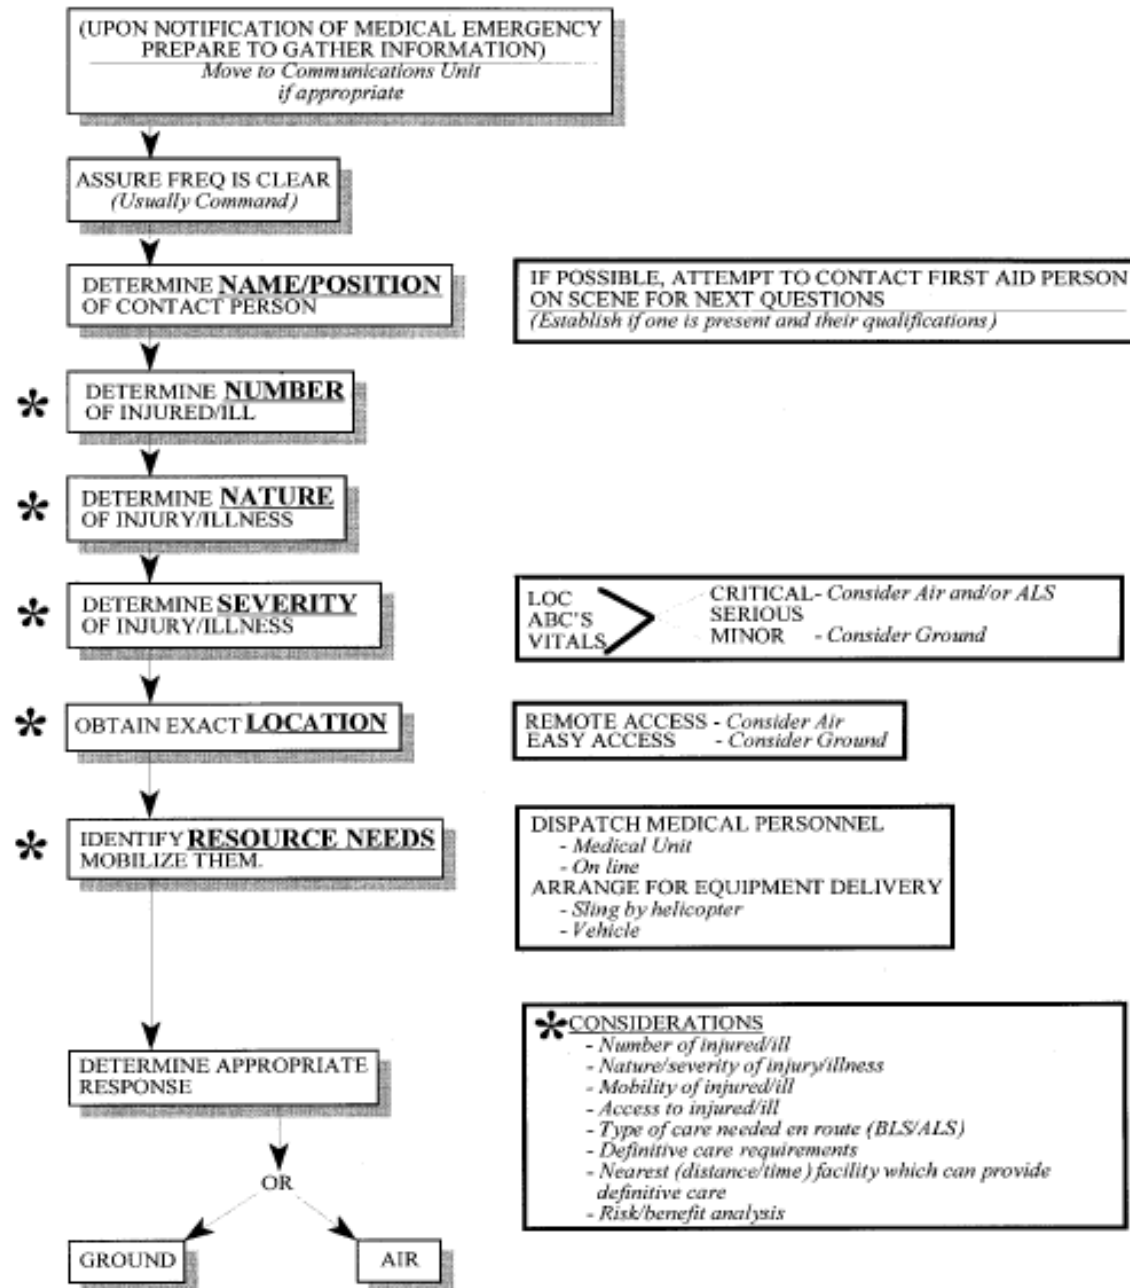 (UPON NOTIFICATION OF MEDICAL EMERGENCY
PREPARE TO GATHER INFORMATION)
Move to Communications Unit
if appropriate
ASSURE FREQ IS CLEAR
(Usually Command)
DETERMINE NAME/POSITION
OF CONTACT PERSON
IF POSSIBLE, ATTEMPT TO CONTACT FIRST AID PERSON
ON SCENE FOR NEXT QUESTIONS
(Establish if one is present and their qualifications)
* DETERMINE NUMBER
OF INJURED/ILL
* DETERMINE NATURE
OF INJURY/ILLNESS
* DETERMINE SEVERITY
OF INJURY/ILLNESS
LOC
ABC'S
VITALS
CRITICAL- Consider Air and/or ALS
SERIOUS
MINOR - Consider Ground
* OBTAIN EXACT LOCATION
REMOTE ACCESS - Consider Air
EASY ACCESS - Consider Ground
* IDENTIFY RESOURCE NEEDS
MOBILIZE THEM.
DISPATCH MEDICAL PERSONNEL
- Medical Unit
- On line
ARRANGE FOR EQUIPMENT DELIVERY
- Sling by helicopter
- Vehicle
DETERMINE APPROPRIATE
RESPONSE
*CONSIDERATIONS
- Number of injured/ill
- Nature/severity of injury/illness
- Mobility of injured/ill
- Access to injured/ill
- Type of care needed en route (BLS/ALS)
- Definitive care requirements
- Nearest (distance/time) facility which can provide
definitive care
- Risk/benefit analysis
OR
GROUND
AIR